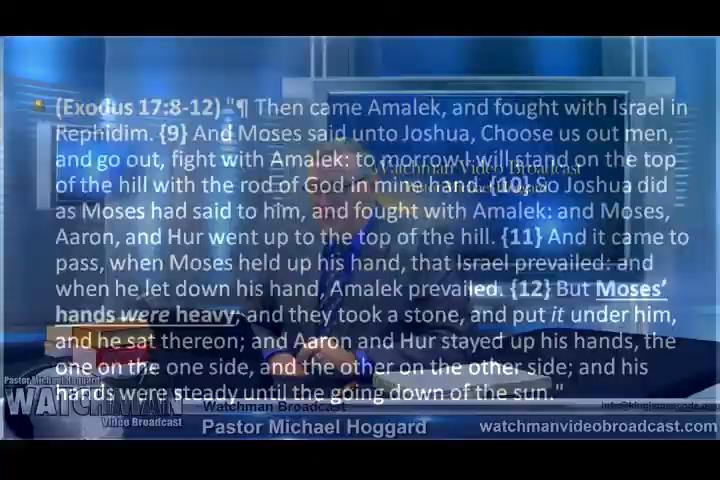 (Exodus 17:8-12) "¶ Then came Amalek, and fought with Israel in
Rephidim. {9} And Moses said unto Joshua, Choose us out men,
and go out, fight with Amalek: to morrow I will stand on the top
of the hill with the rod of God in mine hand. {10} So Joshua did
as Moses had said to him, and fought with Amalek: and Moses,
Aaron, and Hur went up to the top of the hill. {11} And it came to
pass, when Moses held up his hand, that Israel prevailed: and
when he let down his hand, Amalek prevailed. {12} But Moses'
hands were heavy; and they took a stone, and put it under him,
and he sat thereon; and Aaron and Hur stayed up his hands, the
one on the one side, and the other on the other side; and his
hands were steady until the going down of the sun."
Watchman Video Broadcast
Pastor Michael Hoggard
WATCHMAN
Video Broadcast
Watchman Broadcast
Pastor Michael Hoggard
watchmanvideobroadcast.com